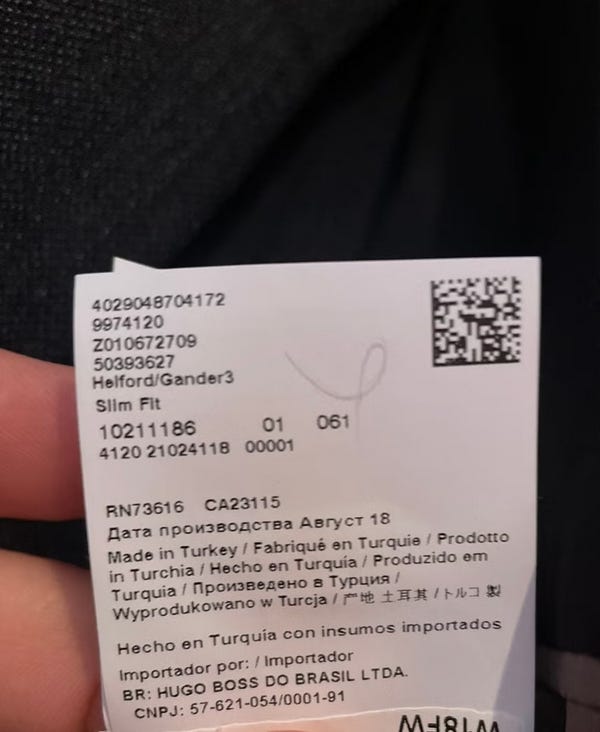 4029048704172
9974120
Z010672709
50393627
Helford/Gander3
Slim Fit
10211186 01 061
4120 21024118 00001
RN73616 CA23115
Дата производства Август 18
Made in Turkey / Fabriqué en Turquie / Prodotto
in Turchia / Hecho en Turquía / Produzido em
Turquia / Произведено в Турция /
Wyprodukowano w Turcja / 产地 土耳其 / トルコ 製
Hecho en Turquía con insumos importados
Importador por: / Importador
BR: HUGO BOSS DO BRASIL LTDA.
CNPJ: 57-621-054/0001-91